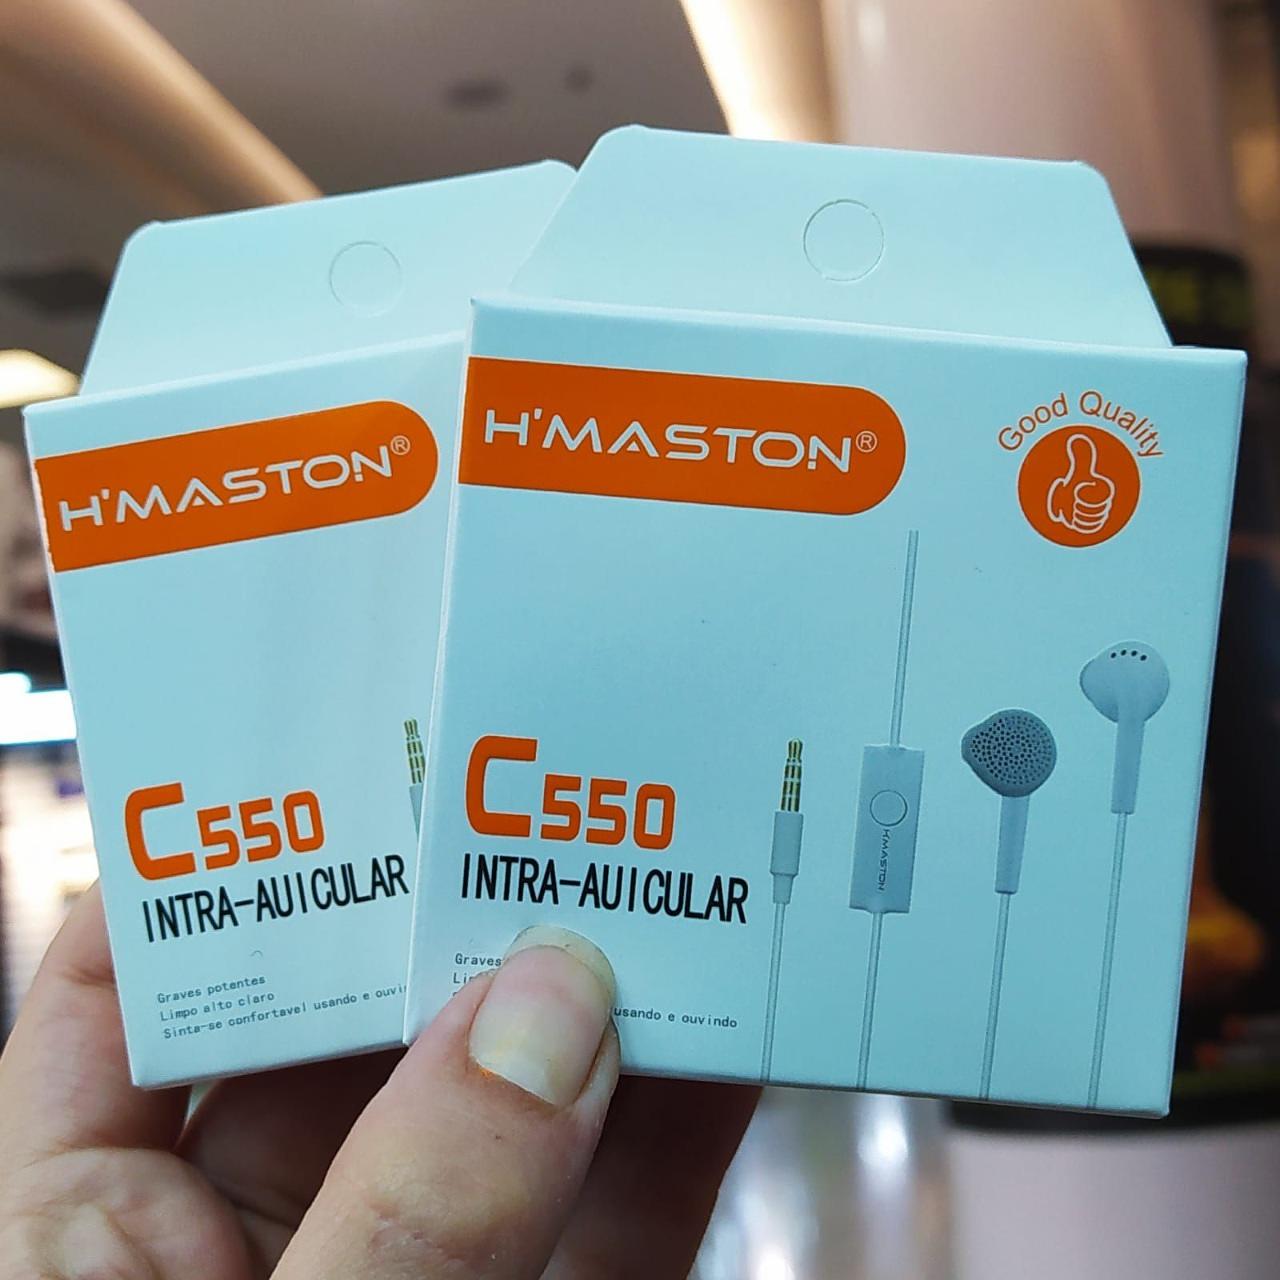 H'MASTON®
C550
INTRA-AUICULAR
Graves potentes
Limpo alto claro
Sinta-se confortavel usando e ouvi
H'MASTON®
Good Quality
C550
INTRA-AUICULAR
H'MASTON
Graves
usando e ouvindo